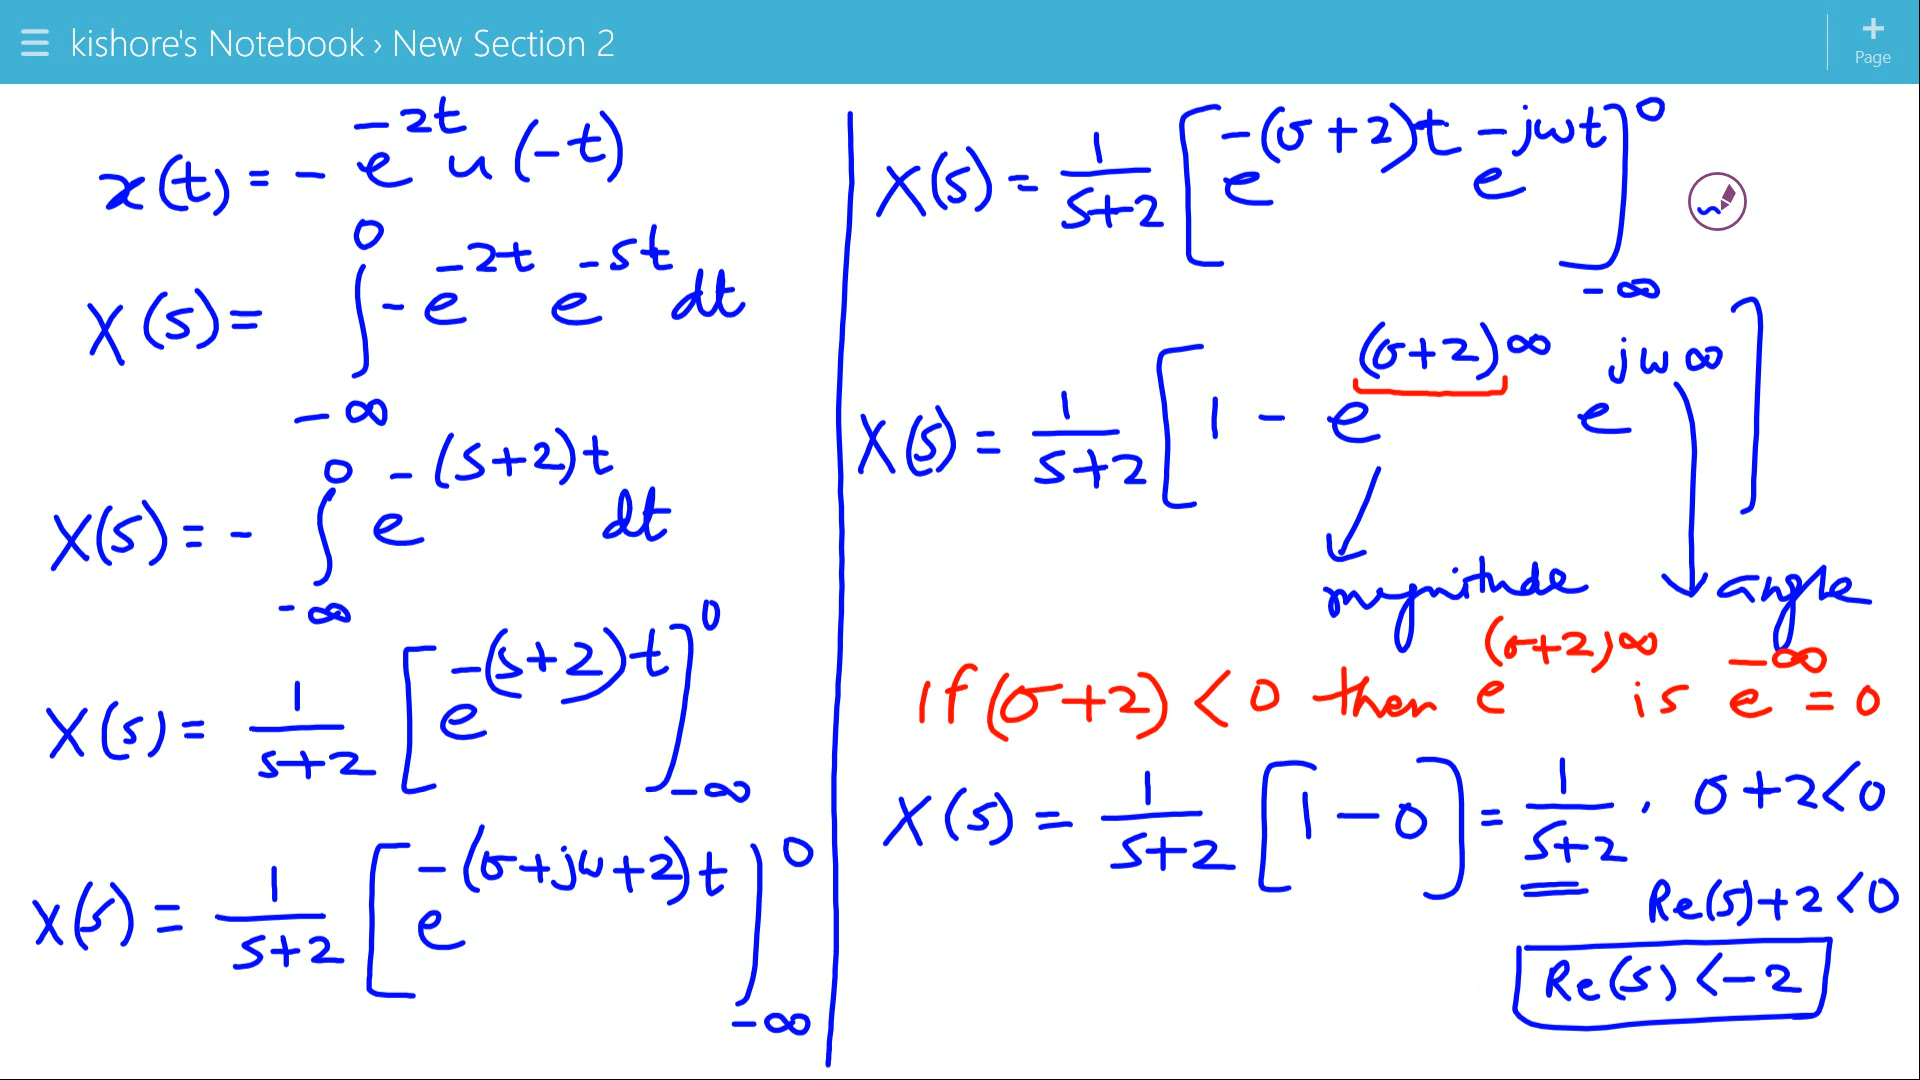 kishore's Notebook › New Section 2
+ Page
x(t) = - e^{-2t} u(-t)
X(s) = ∫_{-∞}^{0} - e^{-2t} e^{-st} dt
X(s) = - ∫_{-∞}^{0} e^{-(s+2)t} dt
X(s) = 1/(s+2) [e^{-(s+2)t}]_{-∞}^{0}
X(s) = 1/(s+2) [e^{-(σ+jω+2)t}]_{-∞}^{0}
X(s) = 1/(s+2) [e^{-(σ+2)t} e^{-jωt}]_{-∞}^{0}
X(s) = 1/(s+2) [1 - e^{(σ+2)∞} e^{jω∞}]
magnitude angle
If (σ+2) < 0 then e^{(σ+2)∞} is e^{-∞} = 0
X(s) = 1/(s+2) [1 - 0] = 1/(s+2) , σ+2<0
Re(s)+2<0
Re(s) < -2